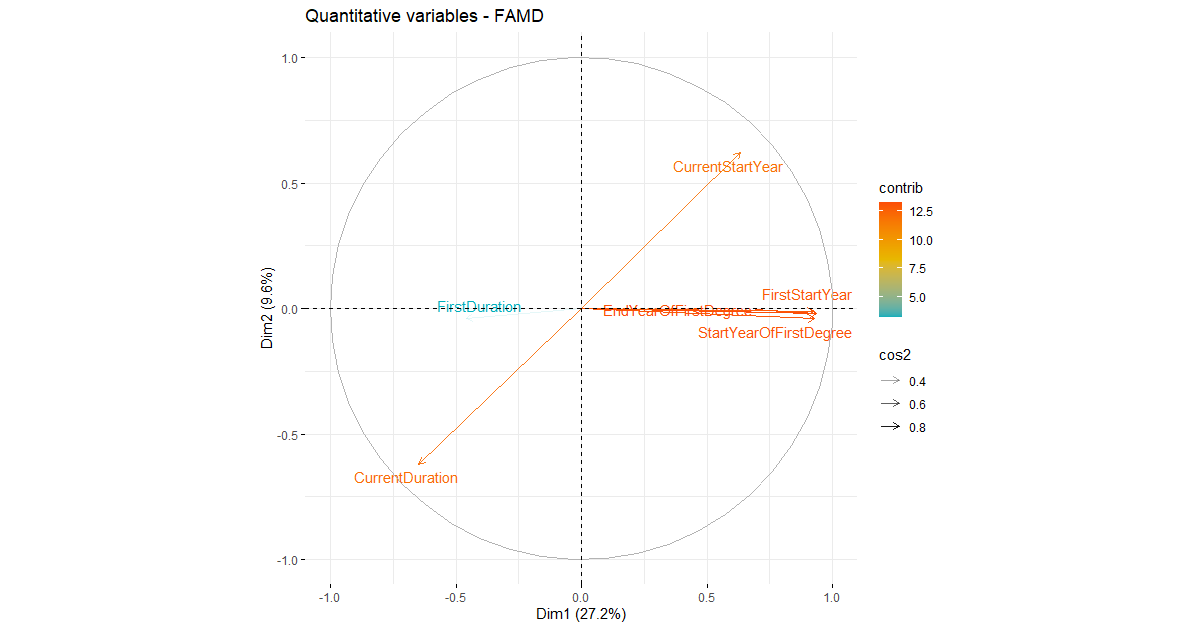 Quantitative variables - FAMD
1.0
0.5
0.0
-0.5
-1.0
Dim2 (9.6%)
CurrentStartYear
FirstStartYear
FirstDuration
EndYearOfFirstDegree
StartYearOfFirstDegree
CurrentDuration
-1.0
-0.5
0.0
0.5
1.0
Dim1 (27.2%)
contrib
12.5
10.0
7.5
5.0
cos2
0.4
0.6
0.8